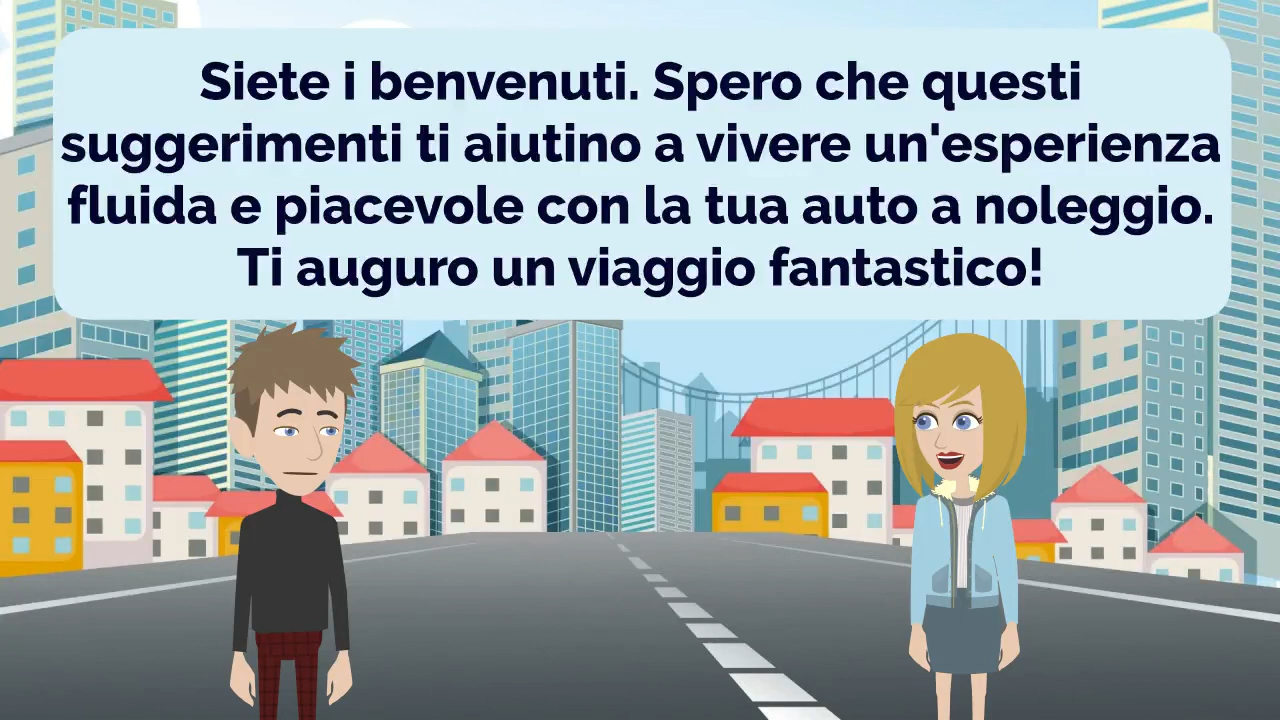 Siete i benvenuti. Spero che questi
suggerimenti ti aiutino a vivere un'esperienza
fluida e piacevole con la tua auto a noleggio.
Ti auguro un viaggio fantastico!